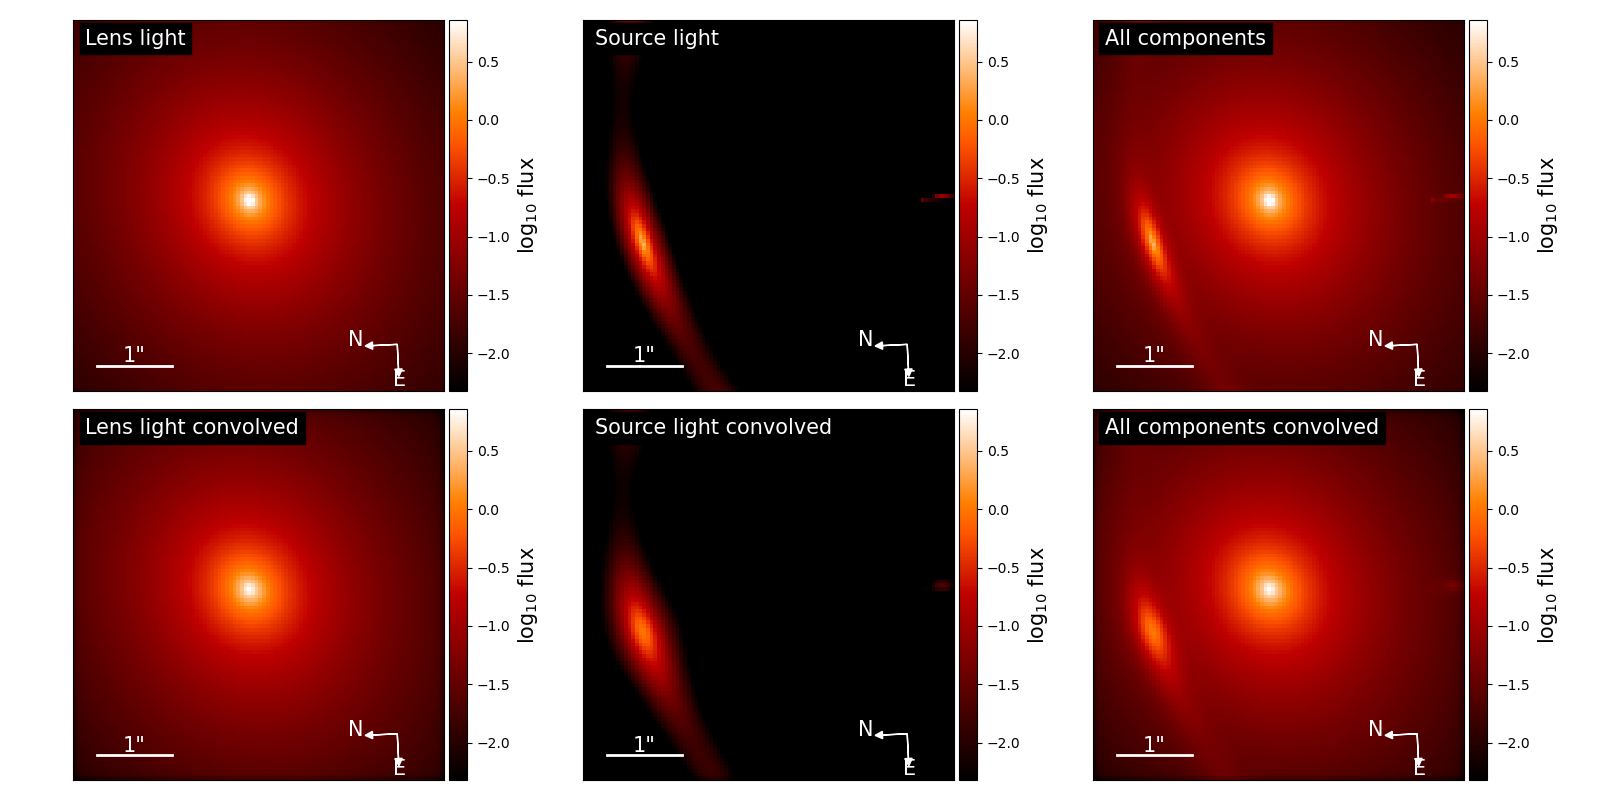 Lens light
0.5
0.0
−0.5
−1.0
−1.5
−2.0
log₁₀ flux
1"
N
E
Source light
0.5
0.0
−0.5
−1.0
−1.5
−2.0
log₁₀ flux
1"
N
E
All components
0.5
0.0
−0.5
−1.0
−1.5
−2.0
log₁₀ flux
1"
N
E
Lens light convolved
0.5
0.0
−0.5
−1.0
−1.5
−2.0
log₁₀ flux
1"
N
E
Source light convolved
0.5
0.0
−0.5
−1.0
−1.5
−2.0
log₁₀ flux
1"
N
E
All components convolved
0.5
0.0
−0.5
−1.0
−1.5
−2.0
log₁₀ flux
1"
N
E